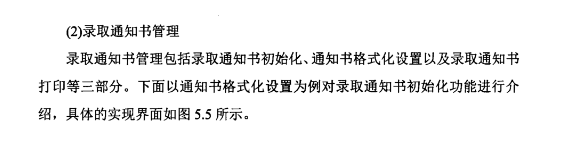 (2)录取通知书管理
录取通知书管理包括录取通知书初始化、通知书格式化设置以及录取通知书
打印等三部分。下面以通知书格式化设置为例对录取通知书初始化功能进行介
绍，具体的实现界面如图 5.5 所示。